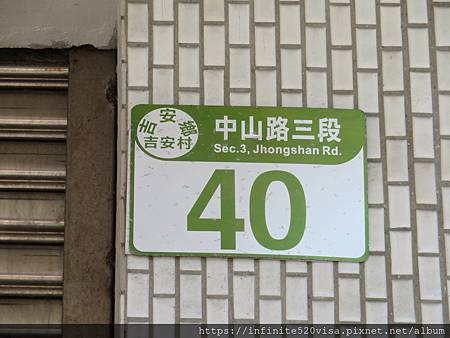 吉安鄉
吉安村
中山路三段
Sec.3, Jhongshan Rd.
40
https://infinite520visa.pixnet.net/album